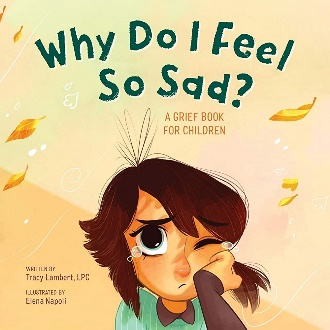 Why Do I Feel
So Sad?
A GRIEF BOOK
FOR CHILDREN
WRITTEN BY
Tracy Lambert, LPC
ILLUSTRATED BY
Elena Napoli